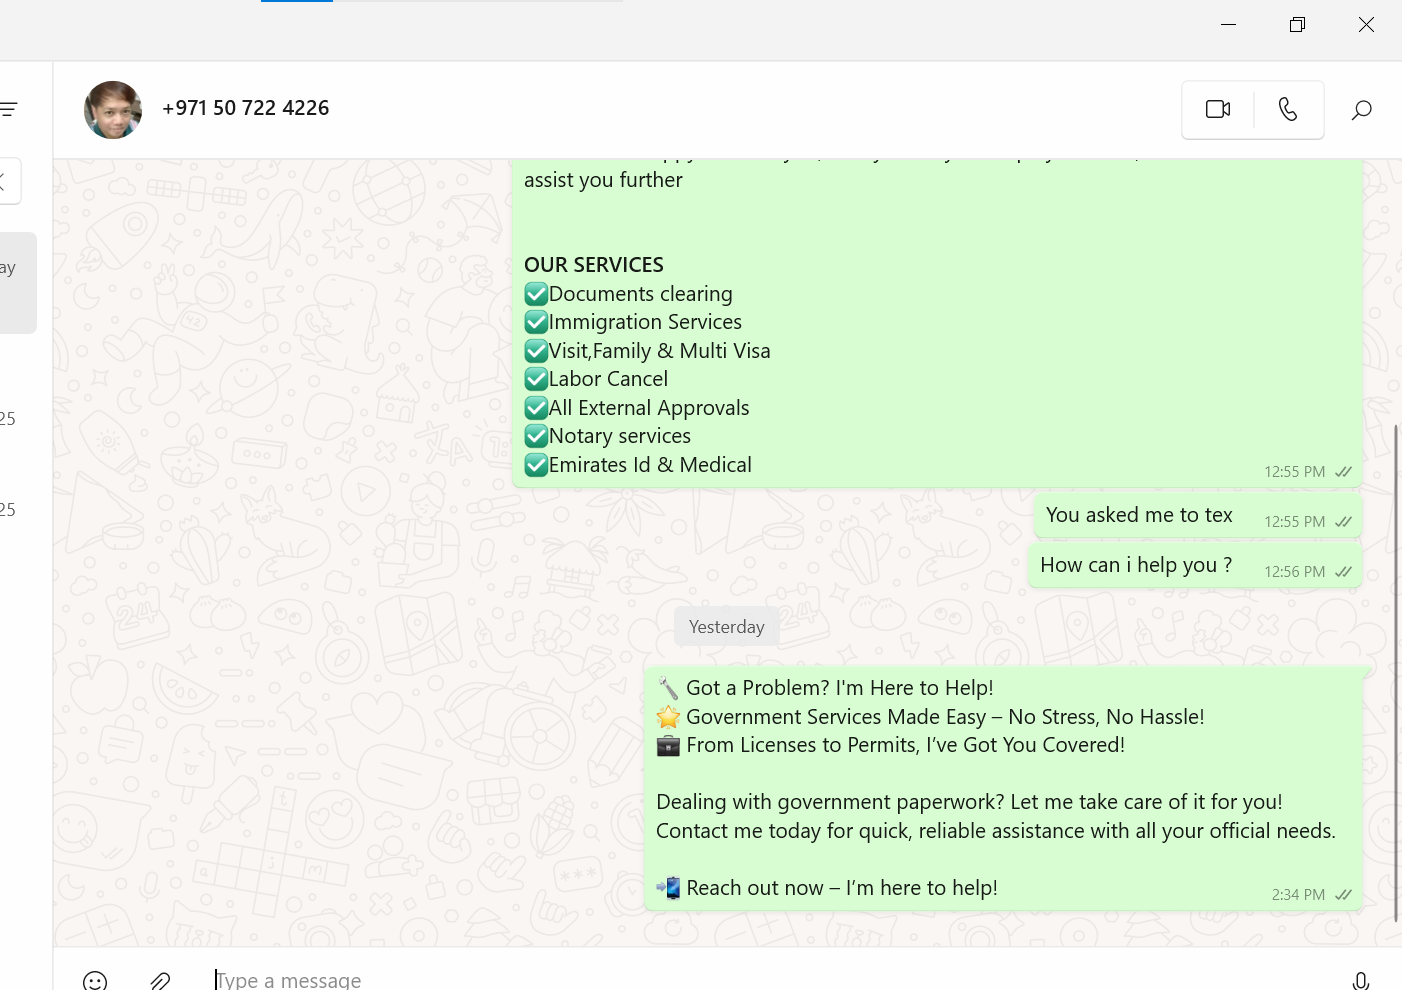 +971 50 722 4226
assist you further
OUR SERVICES
✅Documents clearing
✅Immigration Services
✅Visit,Family & Multi Visa
✅Labor Cancel
✅All External Approvals
✅Notary services
✅Emirates Id & Medical
12:55 PM
You asked me to tex 12:55 PM
How can i help you ? 12:56 PM
Yesterday
🔧 Got a Problem? I'm Here to Help!
🌟 Government Services Made Easy – No Stress, No Hassle!
💼 From Licenses to Permits, I’ve Got You Covered!
Dealing with government paperwork? Let me take care of it for you!
Contact me today for quick, reliable assistance with all your official needs.
📲 Reach out now – I’m here to help!
2:34 PM
Type a message
ay
25
25